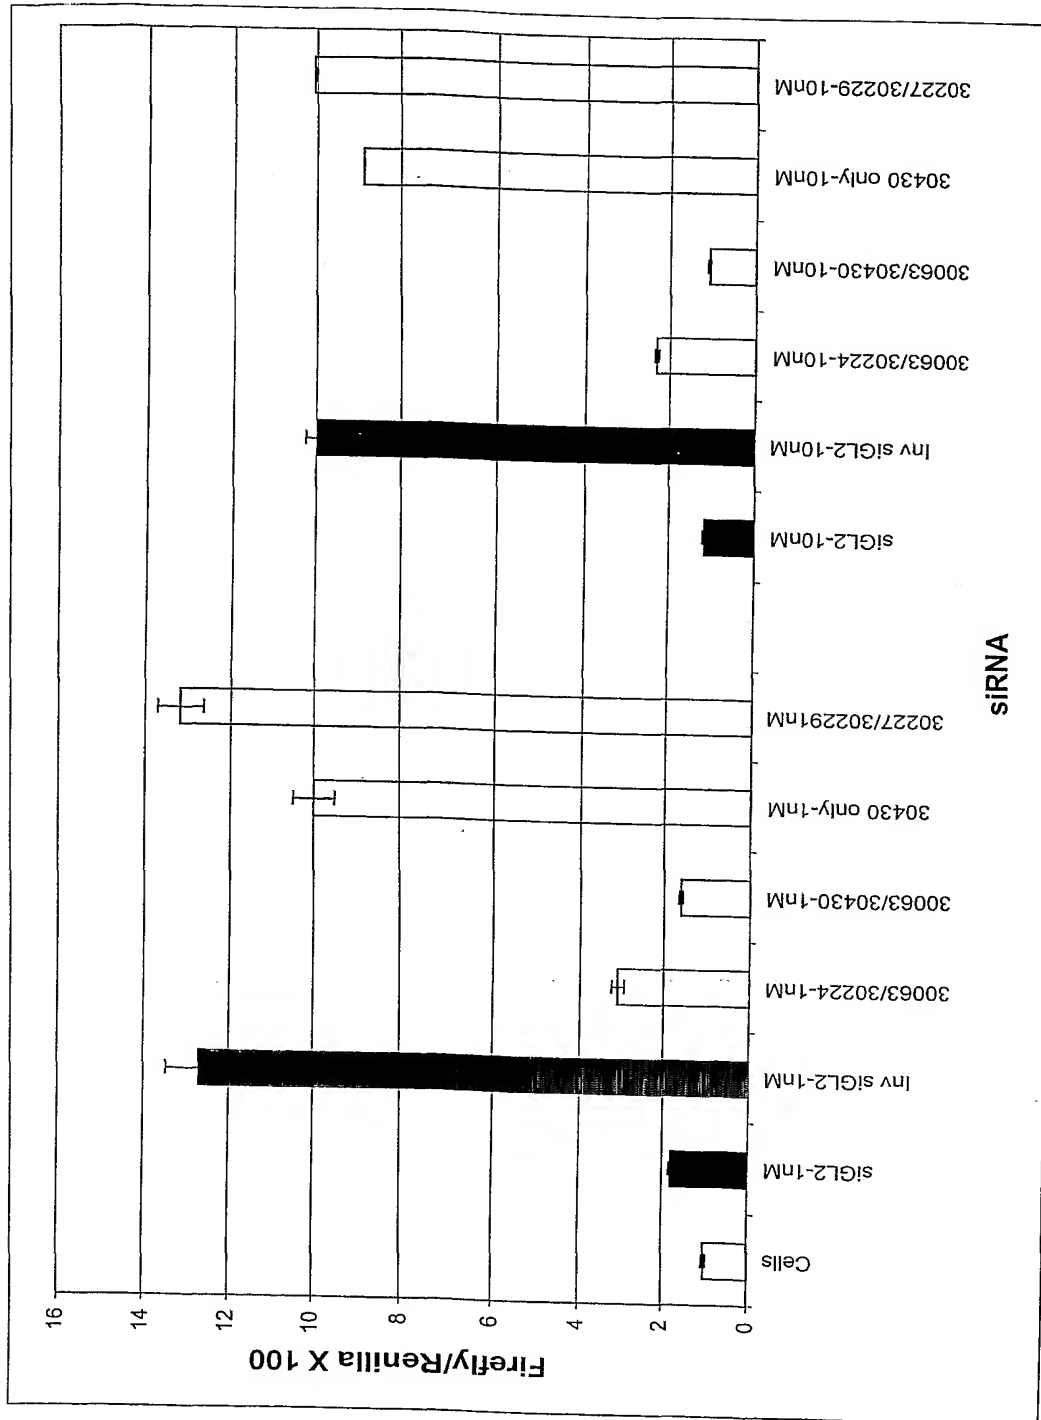 Firefly/Renilla X 100
16
14
12
10
8
6
4
2
0
Cells
siGL2-1nM
Inv siGL2-1nM
30063/30224-1nM
30063/30430-1nM
30430 only-1nM
30227/302291nM
siGL2-10nM
Inv siGL2-10nM
30063/30224-10nM
30063/30430-10nM
30430 only-10nM
30227/30229-10nM
siRNA